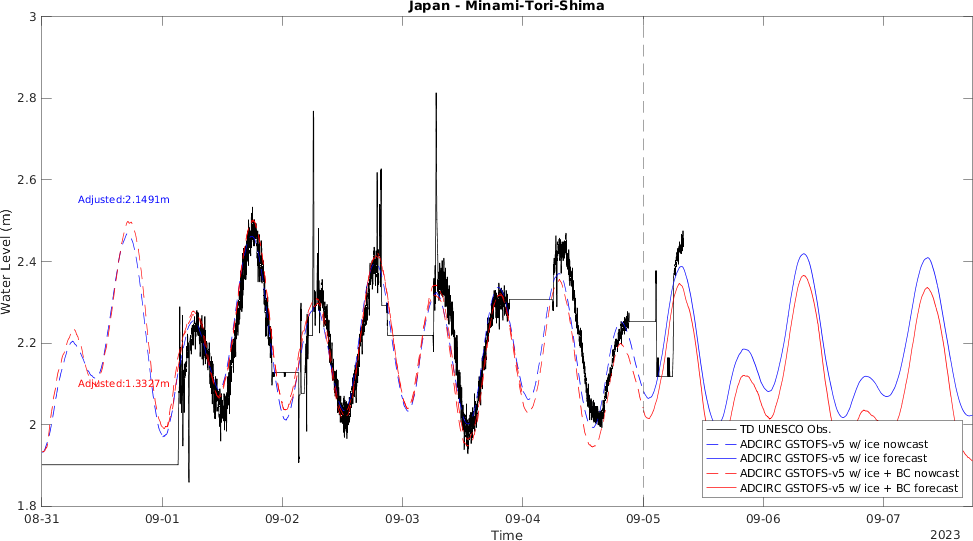 Japan - Minami-Tori-Shima
3
2.8
2.6
2.4
2.2
2
1.8
Water Level (m)
Adjusted:2.1491m
Adjusted:1.3327m
TD UNESCO Obs.
ADCIRC GSTOFS-v5 w/ ice nowcast
ADCIRC GSTOFS-v5 w/ ice forecast
ADCIRC GSTOFS-v5 w/ ice + BC nowcast
ADCIRC GSTOFS-v5 w/ ice + BC forecast
08-31 09-01 09-02 09-03 09-04 09-05 09-06 09-07
Time
2023